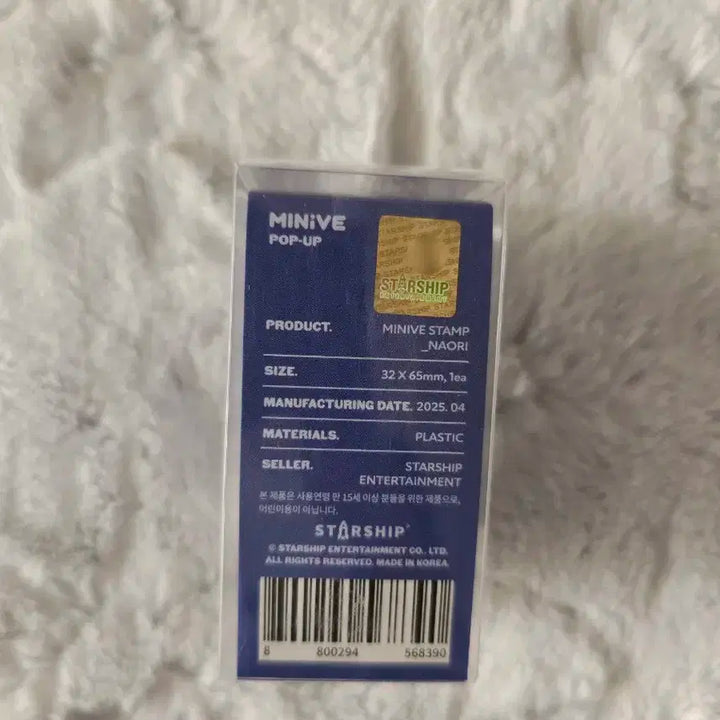 MINiVE
POP-UP
STARSHIP
PRODUCT. MINIVE STAMP
_NAORI
SIZE. 32 X 65mm, 1ea
MANUFACTURING DATE. 2025. 04
MATERIALS. PLASTIC
SELLER. STARSHIP
ENTERTAINMENT
본 제품은 사용연령 만 15세 이상 분들을 위한 제품으로,
어린이용이 아닙니다.
STARSHIP
© STARSHIP ENTERTAINMENT CO., LTD.
ALL RIGHTS RESERVED. MADE IN KOREA.
8 800294 568390